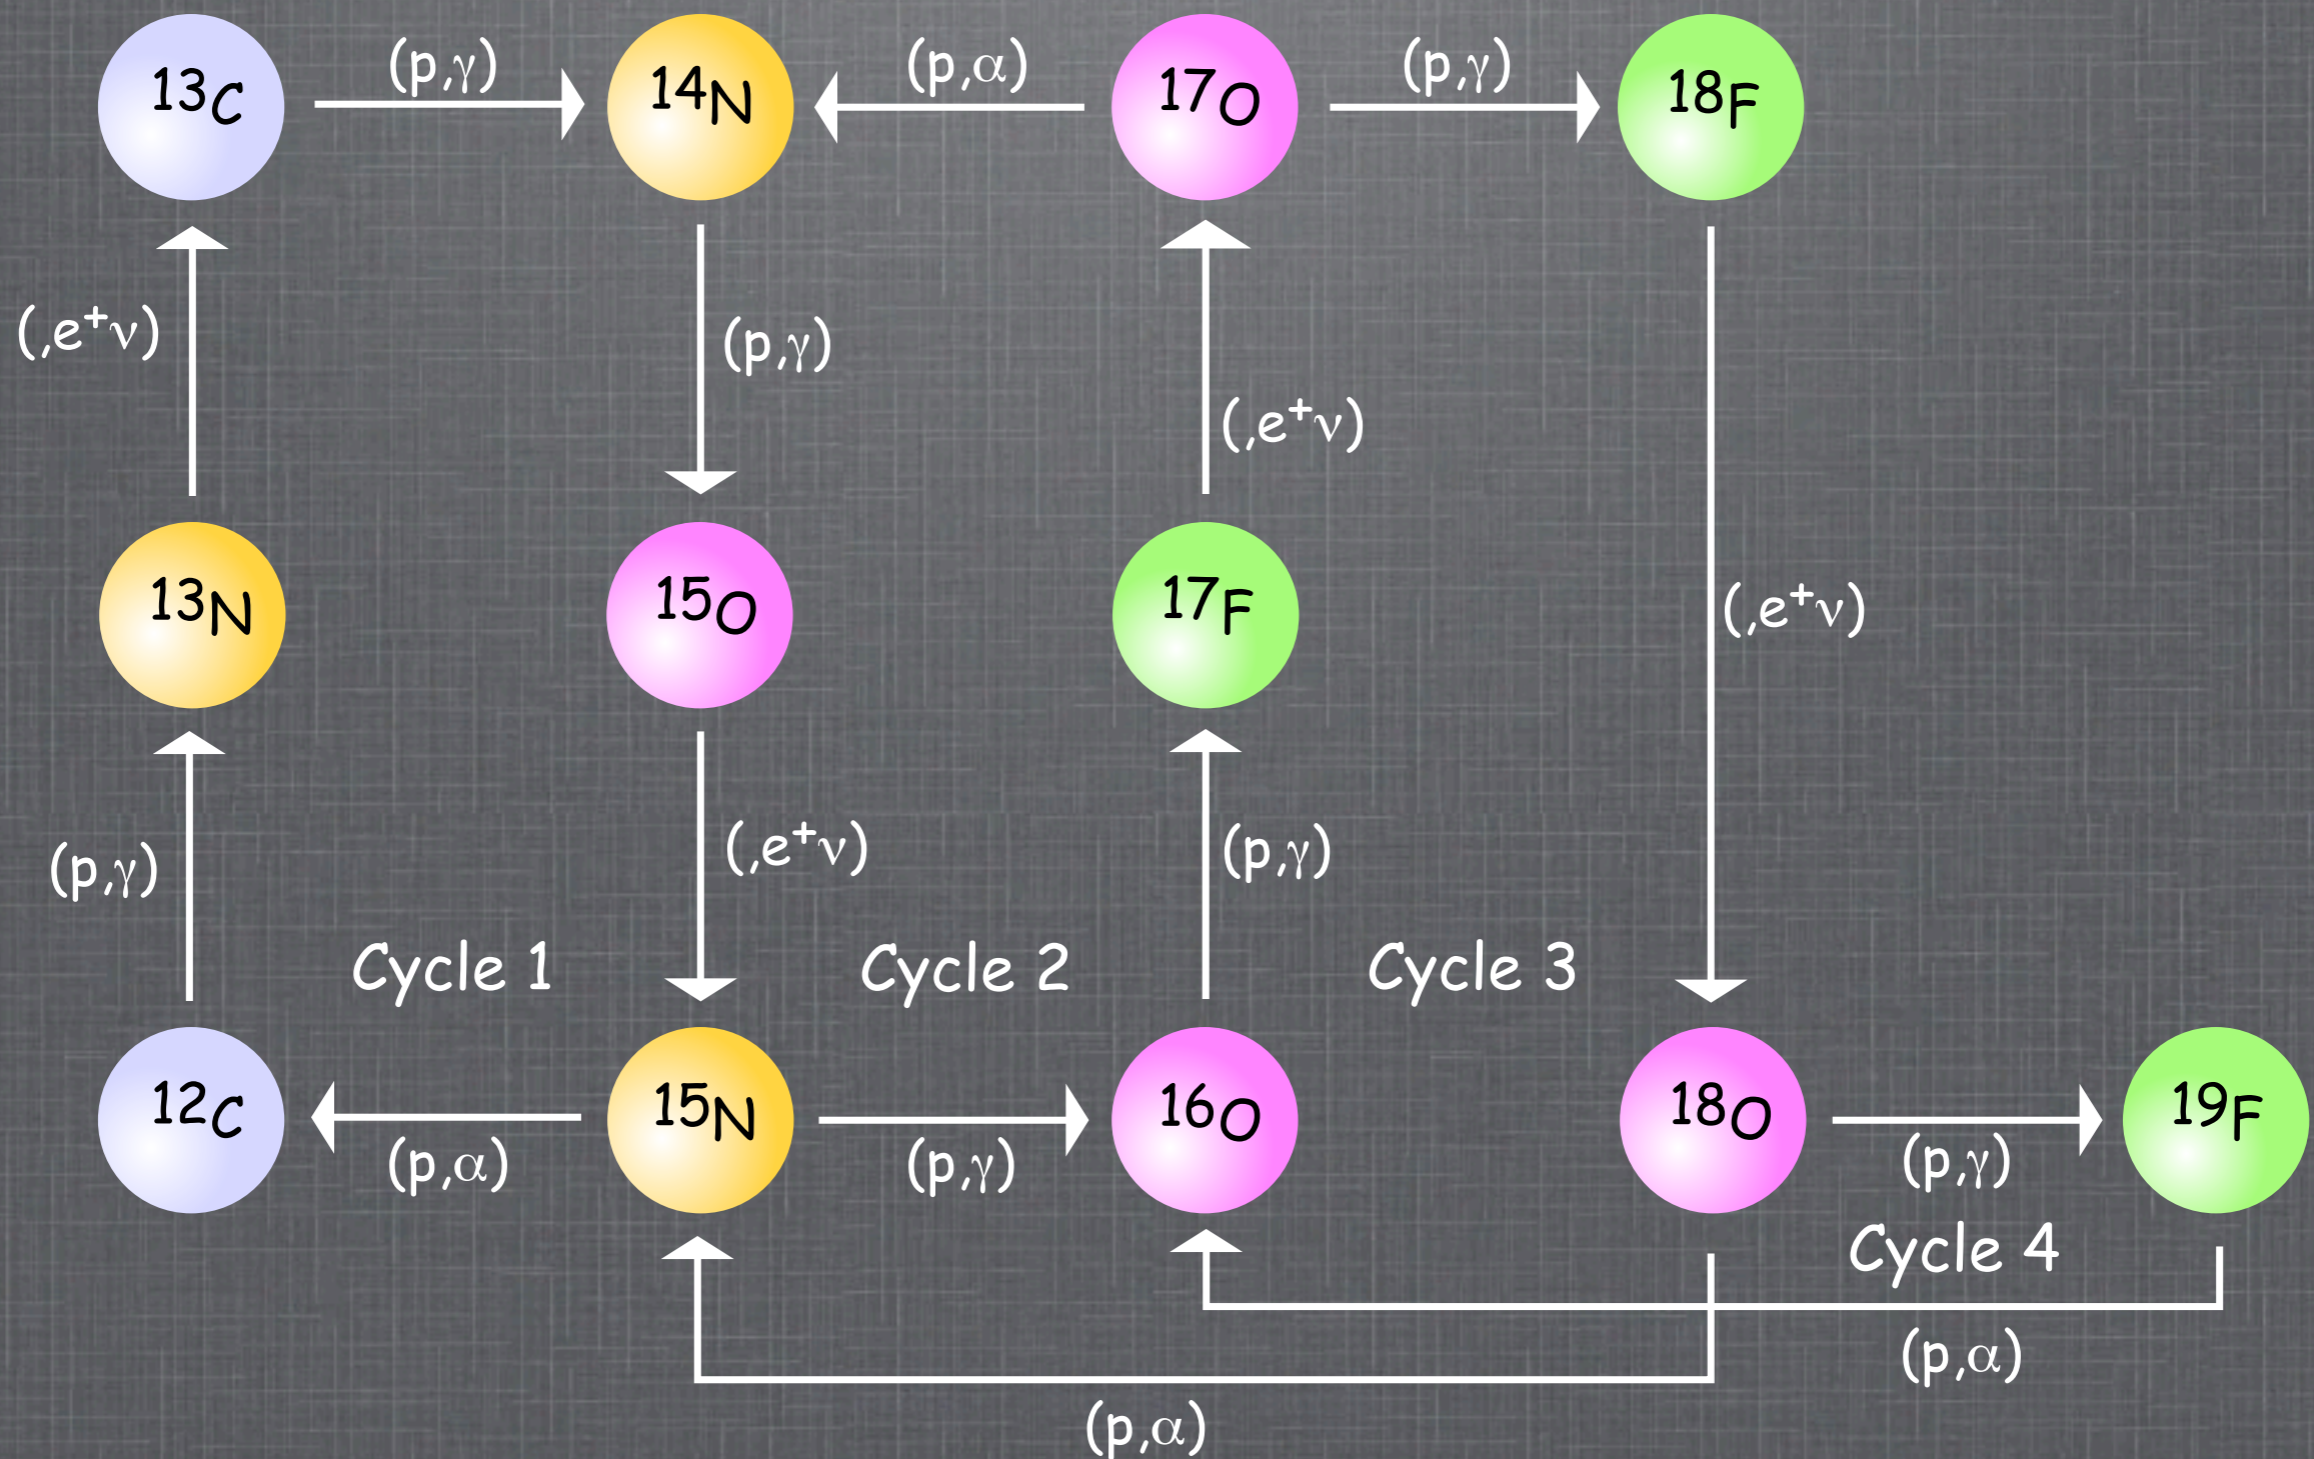 (p,γ) (p,α) (p,γ)
13C 14N 17O 18F
(,e+ν) (p,γ) (,e+ν)
13N 15O 17F (,e+ν)
(p,γ) (,e+ν) (p,γ)
Cycle 1 Cycle 2 Cycle 3
12C 15N 16O 18O 19F
(p,α) (p,γ) (p,γ)
Cycle 4
(p,α)
(p,α)